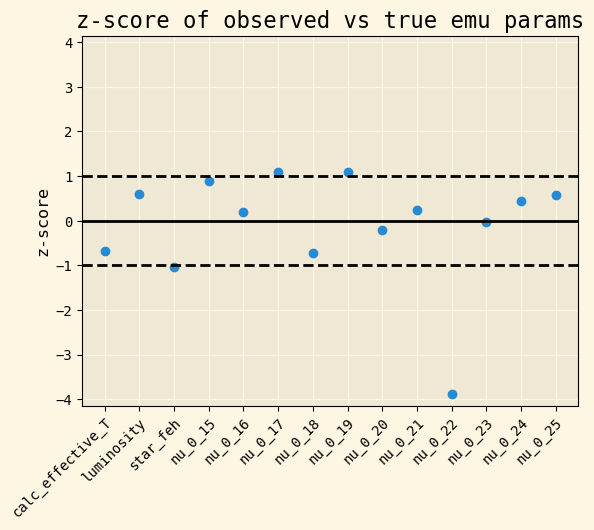 z-score of observed vs true emu params
z-score
4
3
2
1
0
−1
−2
−3
−4
calc_effective_T
luminosity
star_feh
nu_0_15
nu_0_16
nu_0_17
nu_0_18
nu_0_19
nu_0_20
nu_0_21
nu_0_22
nu_0_23
nu_0_24
nu_0_25